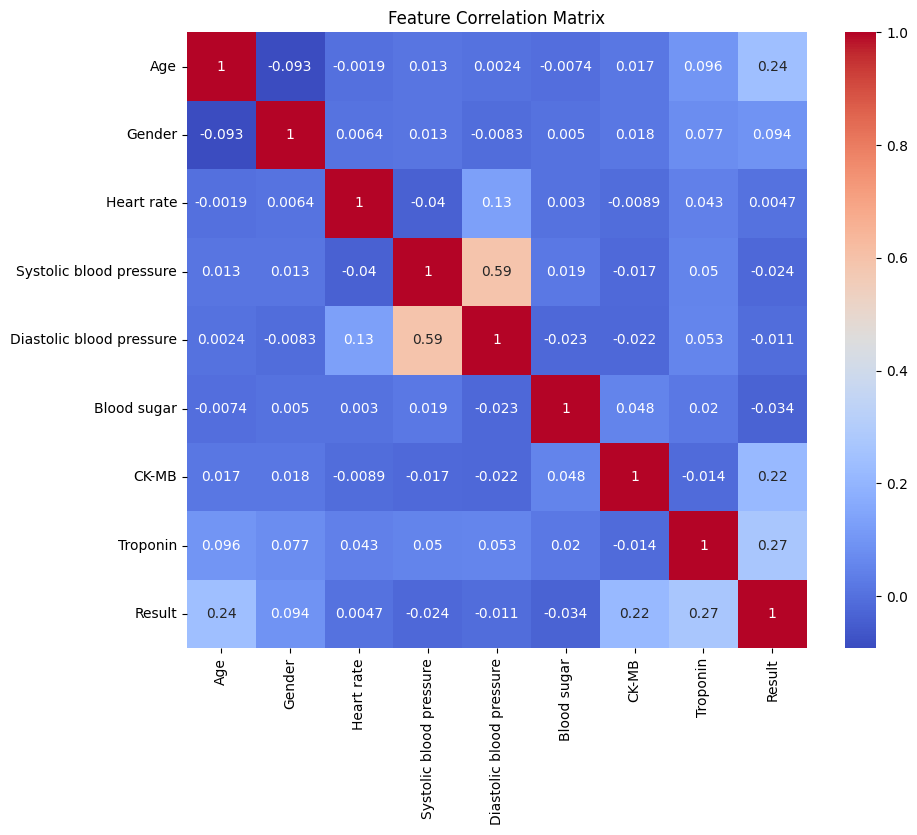 Feature Correlation Matrix
Age 1 -0.093 -0.0019 0.013 0.0024 -0.0074 0.017 0.096 0.24
Gender -0.093 1 0.0064 0.013 -0.0083 0.005 0.018 0.077 0.094
Heart rate -0.0019 0.0064 1 -0.04 0.13 0.003 -0.0089 0.043 0.0047
Systolic blood pressure 0.013 0.013 -0.04 1 0.59 0.019 -0.017 0.05 -0.024
Diastolic blood pressure 0.0024 -0.0083 0.13 0.59 1 -0.023 -0.022 0.053 -0.011
Blood sugar -0.0074 0.005 0.003 0.019 -0.023 1 0.048 0.02 -0.034
CK-MB 0.017 0.018 -0.0089 -0.017 -0.022 0.048 1 -0.014 0.22
Troponin 0.096 0.077 0.043 0.05 0.053 0.02 -0.014 1 0.27
Result 0.24 0.094 0.0047 -0.024 -0.011 -0.034 0.22 0.27 1
Age
Gender
Heart rate
Systolic blood pressure
Diastolic blood pressure
Blood sugar
CK-MB
Troponin
Result
1.0
0.8
0.6
0.4
0.2
0.0